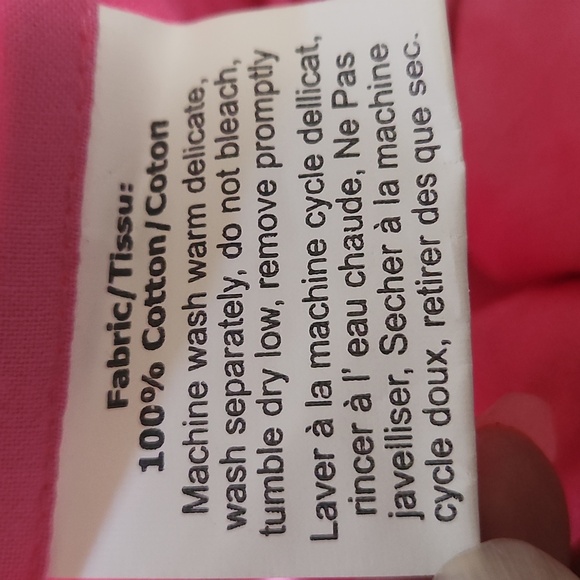 Fabric/Tissu:
100% Cotton/Coton
Machine wash warm delicate,
wash separately, do not bleach,
tumble dry low, remove promptly
Laver à la machine cycle dellicat,
rincer à l' eau chaude, Ne Pas
javelliser, Secher à la machine
cycle doux, retirer des que sec.